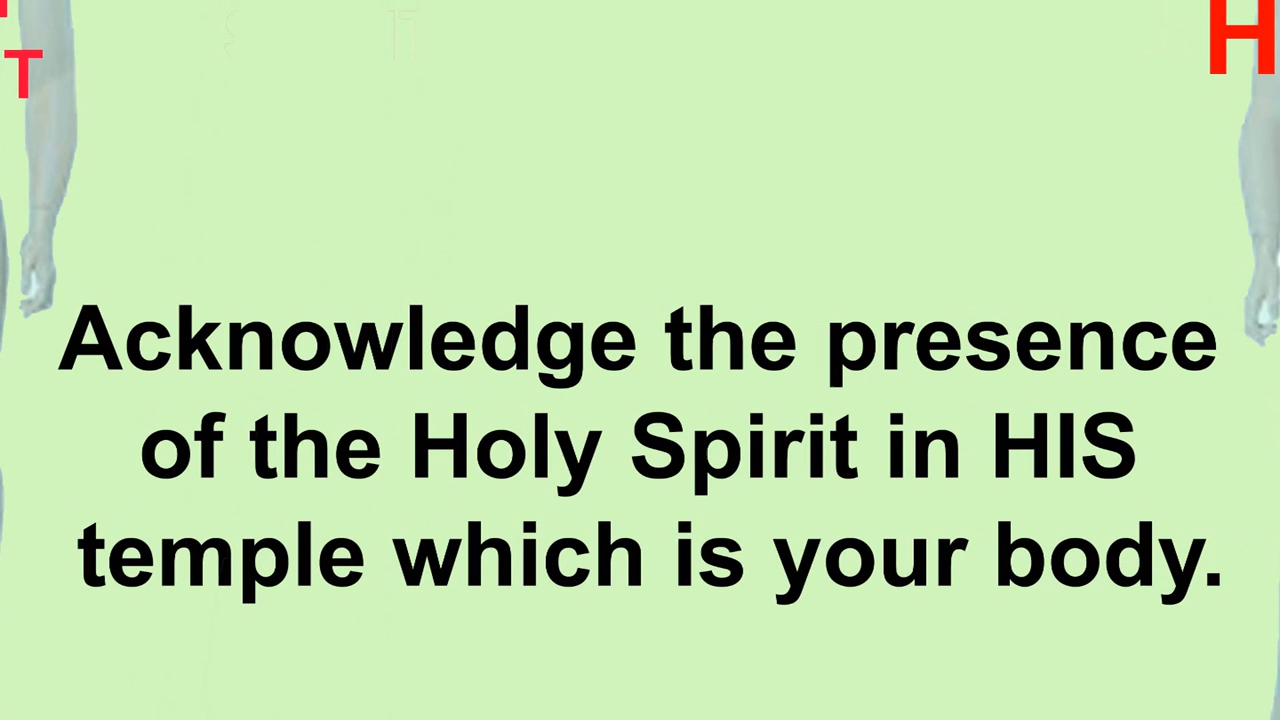 T
H
Acknowledge the presence
of the Holy Spirit in HIS
temple which is your body.